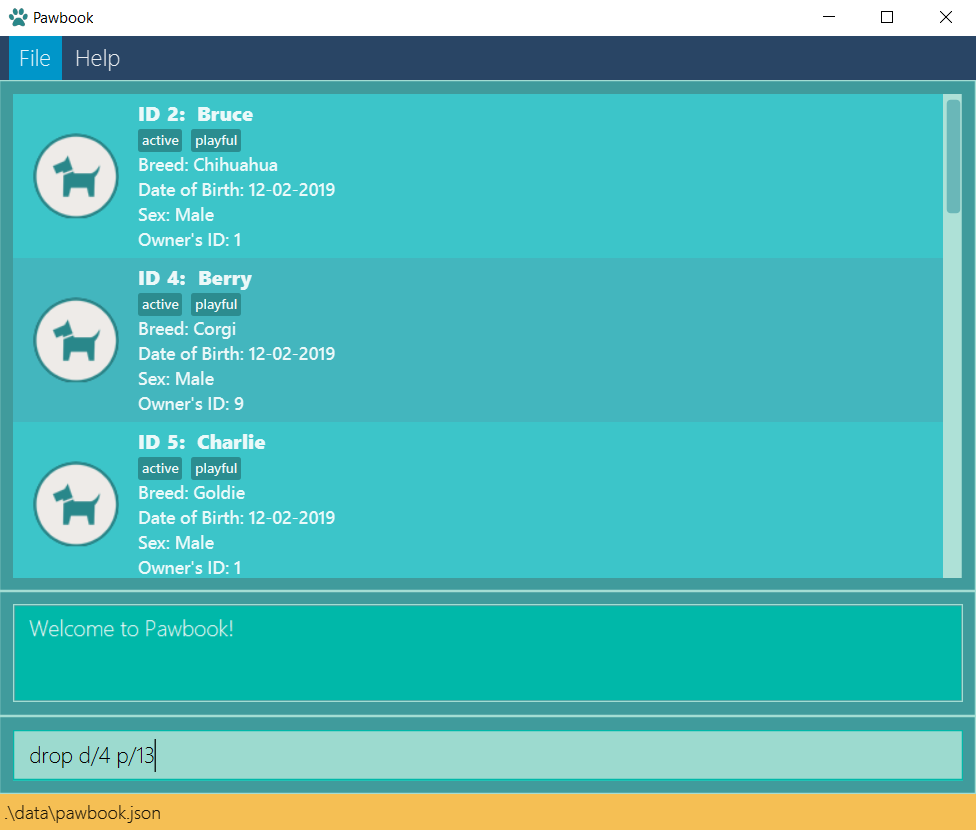 Pawbook
File Help
ID 2: Bruce
active playful
Breed: Chihuahua
Date of Birth: 12-02-2019
Sex: Male
Owner's ID: 1
ID 4: Berry
active playful
Breed: Corgi
Date of Birth: 12-02-2019
Sex: Male
Owner's ID: 9
ID 5: Charlie
active playful
Breed: Goldie
Date of Birth: 12-02-2019
Sex: Male
Owner's ID: 1
Welcome to Pawbook!
drop d/4 p/13
.\data\pawbook.json